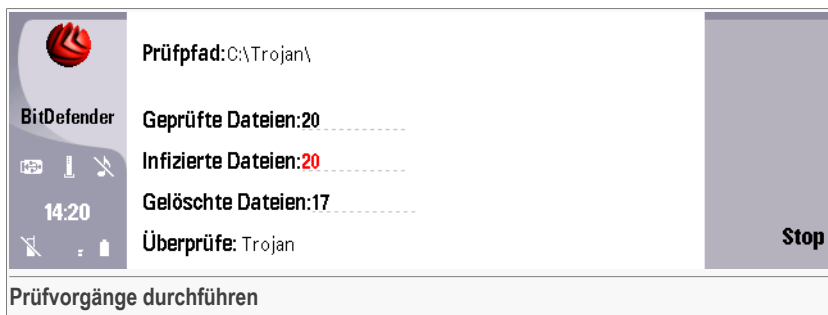 Prüfpfad:C:\Trojan\
BitDefender
Geprüfte Dateien:20
Infizierte Dateien:20
Gelöschte Dateien:17
14:20
Überprüfe: Trojan
Stop
Prüfvorgänge durchführen